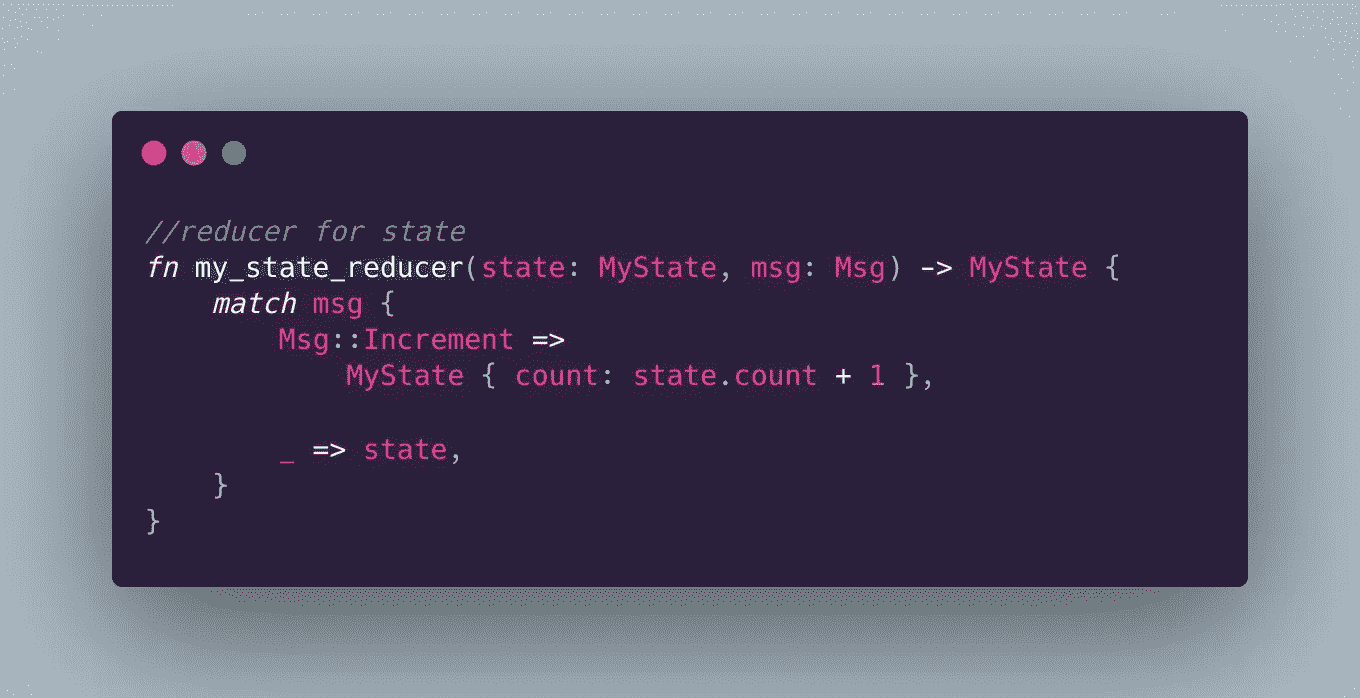 //reducer for state
fn my_state_reducer(state: MyState, msg: Msg) -> MyState {
    match msg {
        Msg::Increment =>
            MyState { count: state.count + 1 },

        _ => state,
    }
}